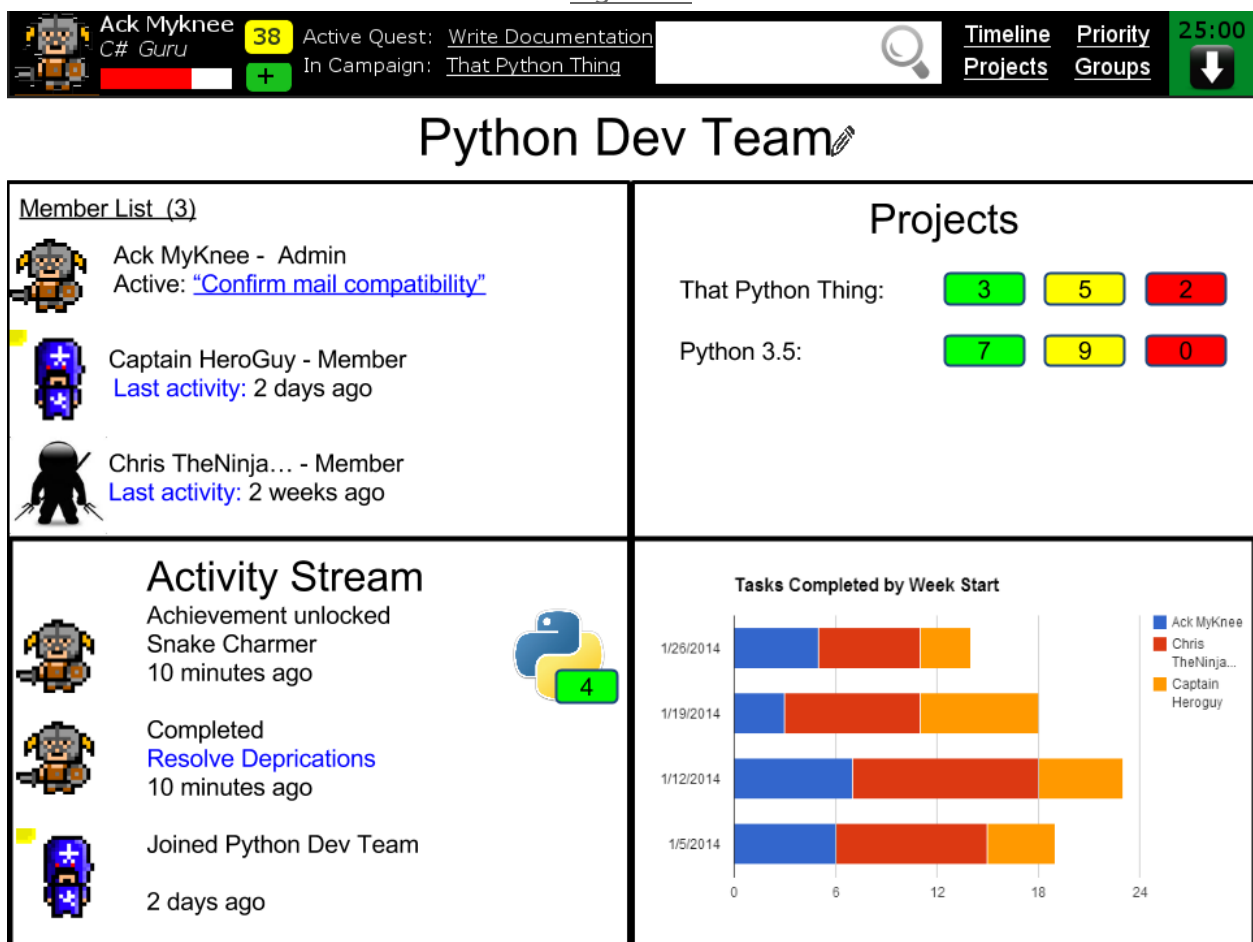 Ack Myknee
C# Guru
38
+
Active Quest: Write Documentation
In Campaign: That Python Thing
Timeline Priority
Projects Groups
25:00
Python Dev Team
Member List (3)
Ack MyKnee - Admin
Active: “Confirm mail compatibility”
Captain HeroGuy - Member
Last activity: 2 days ago
Chris TheNinja... - Member
Last activity: 2 weeks ago
Projects
That Python Thing: 3 5 2
Python 3.5: 7 9 0
Activity Stream
Achievement unlocked
Snake Charmer
10 minutes ago
4
Completed
Resolve Deprications
10 minutes ago
Joined Python Dev Team
2 days ago
Tasks Completed by Week Start
1/26/2014
1/19/2014
1/12/2014
1/5/2014
0 6 12 18 24
Ack MyKnee
Chris
TheNinja...
Captain
Heroguy